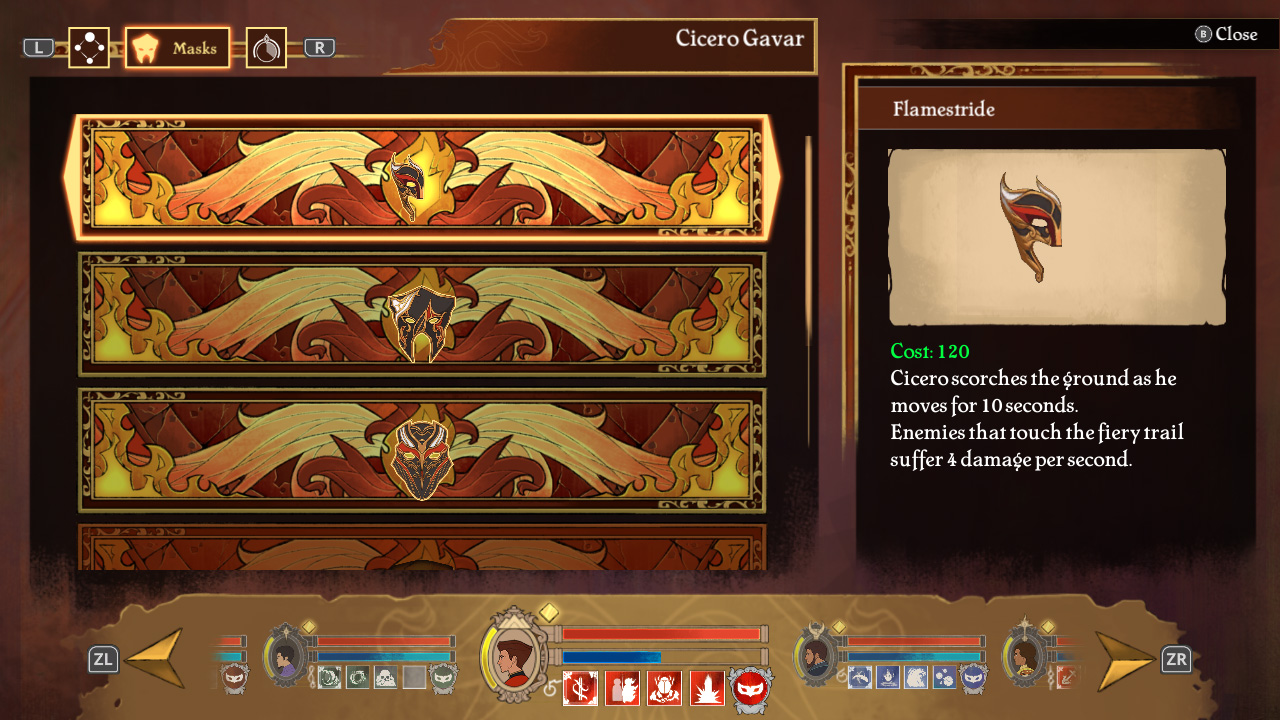 L
Masks
R
Cicero Gavar
B Close
Flamestride
Cost: 120
Cicero scorches the ground as he
moves for 10 seconds.
Enemies that touch the fiery trail
suffer 4 damage per second.
ZL
ZR